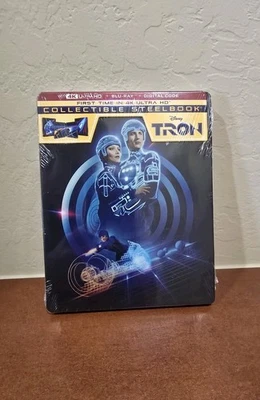 4K ULTRA HD + BLU-RAY + DIGITAL CODE
FIRST TIME IN 4K ULTRA HD
COLLECTIBLE STEELBOOK
Disney
TRON